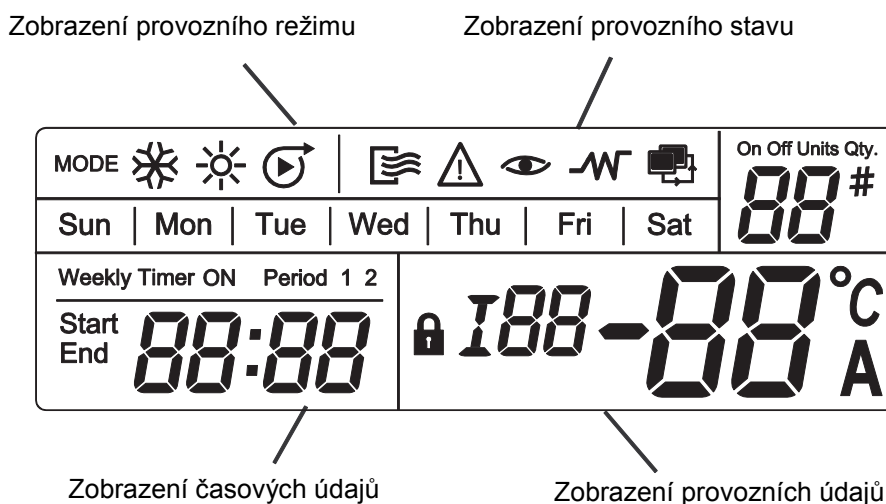 Zobrazení provozního režimu Zobrazení provozního stavu
MODE On Off Units Qty.
88 #
Sun Mon Tue Wed Thu Fri Sat
Weekly Timer ON Period 1 2
Start
End
88:88
188 -88 °C
A
Zobrazení časových údajů Zobrazení provozních údajů